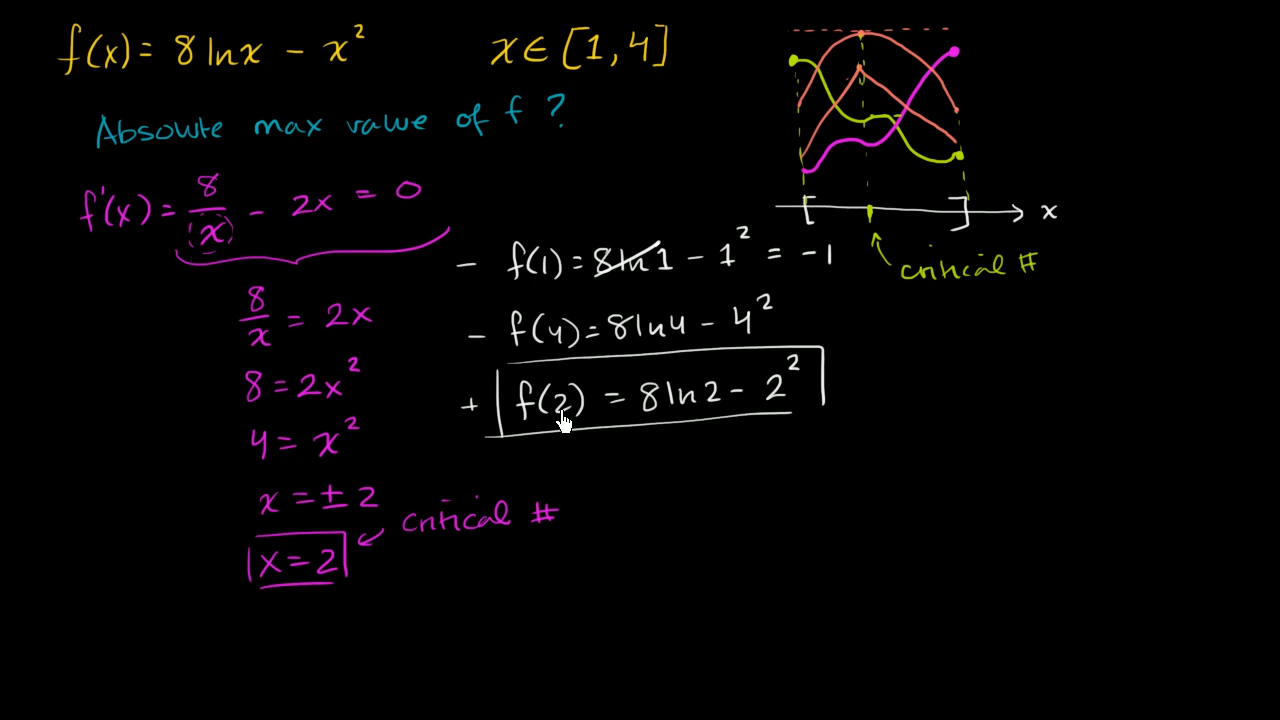 f(x) = 8 ln x - x² x ∈ [1, 4]
Absolute max value of f ?
f'(x) = 8/x - 2x = 0
8/x = 2x
8 = 2x²
4 = x²
x = ± 2
x = 2
critical #
- f(1) = 8 ln 1 - 1² = -1
- f(4) = 8 ln 4 - 4²
+ f(2) = 8 ln 2 - 2²
[ ] x
critical #